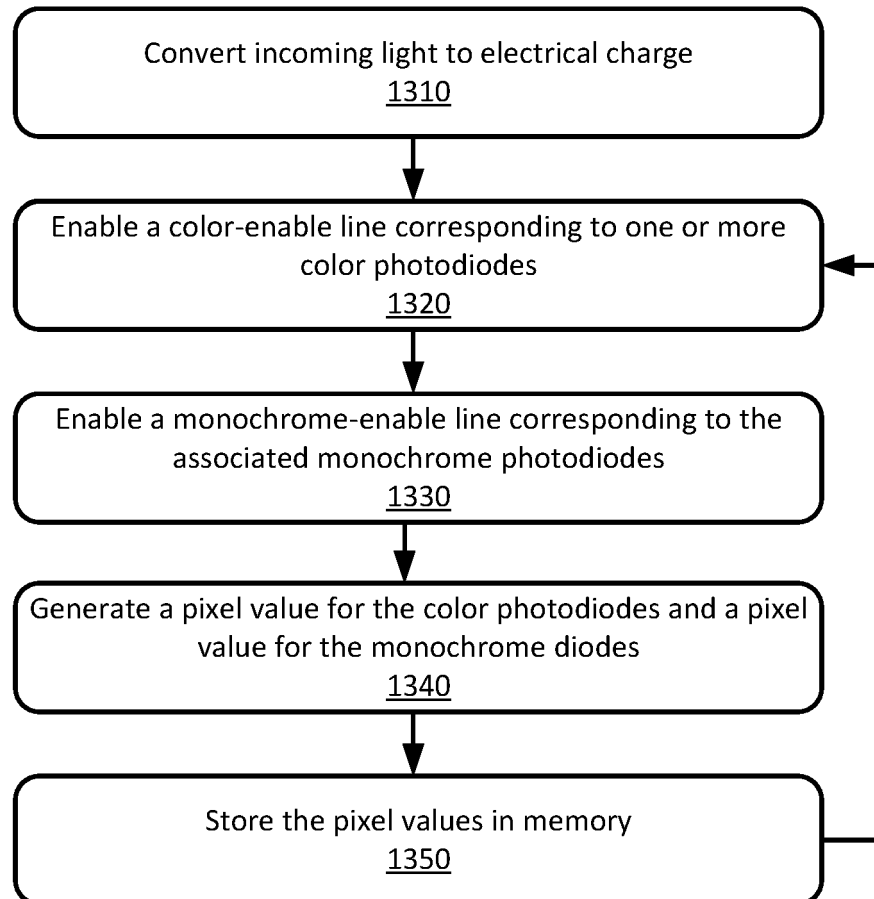 Convert incoming light to electrical charge
1310
Enable a color-enable line corresponding to one or more
color photodiodes
1320
Enable a monochrome-enable line corresponding to the
associated monochrome photodiodes
1330
Generate a pixel value for the color photodiodes and a pixel
value for the monochrome diodes
1340
Store the pixel values in memory
1350